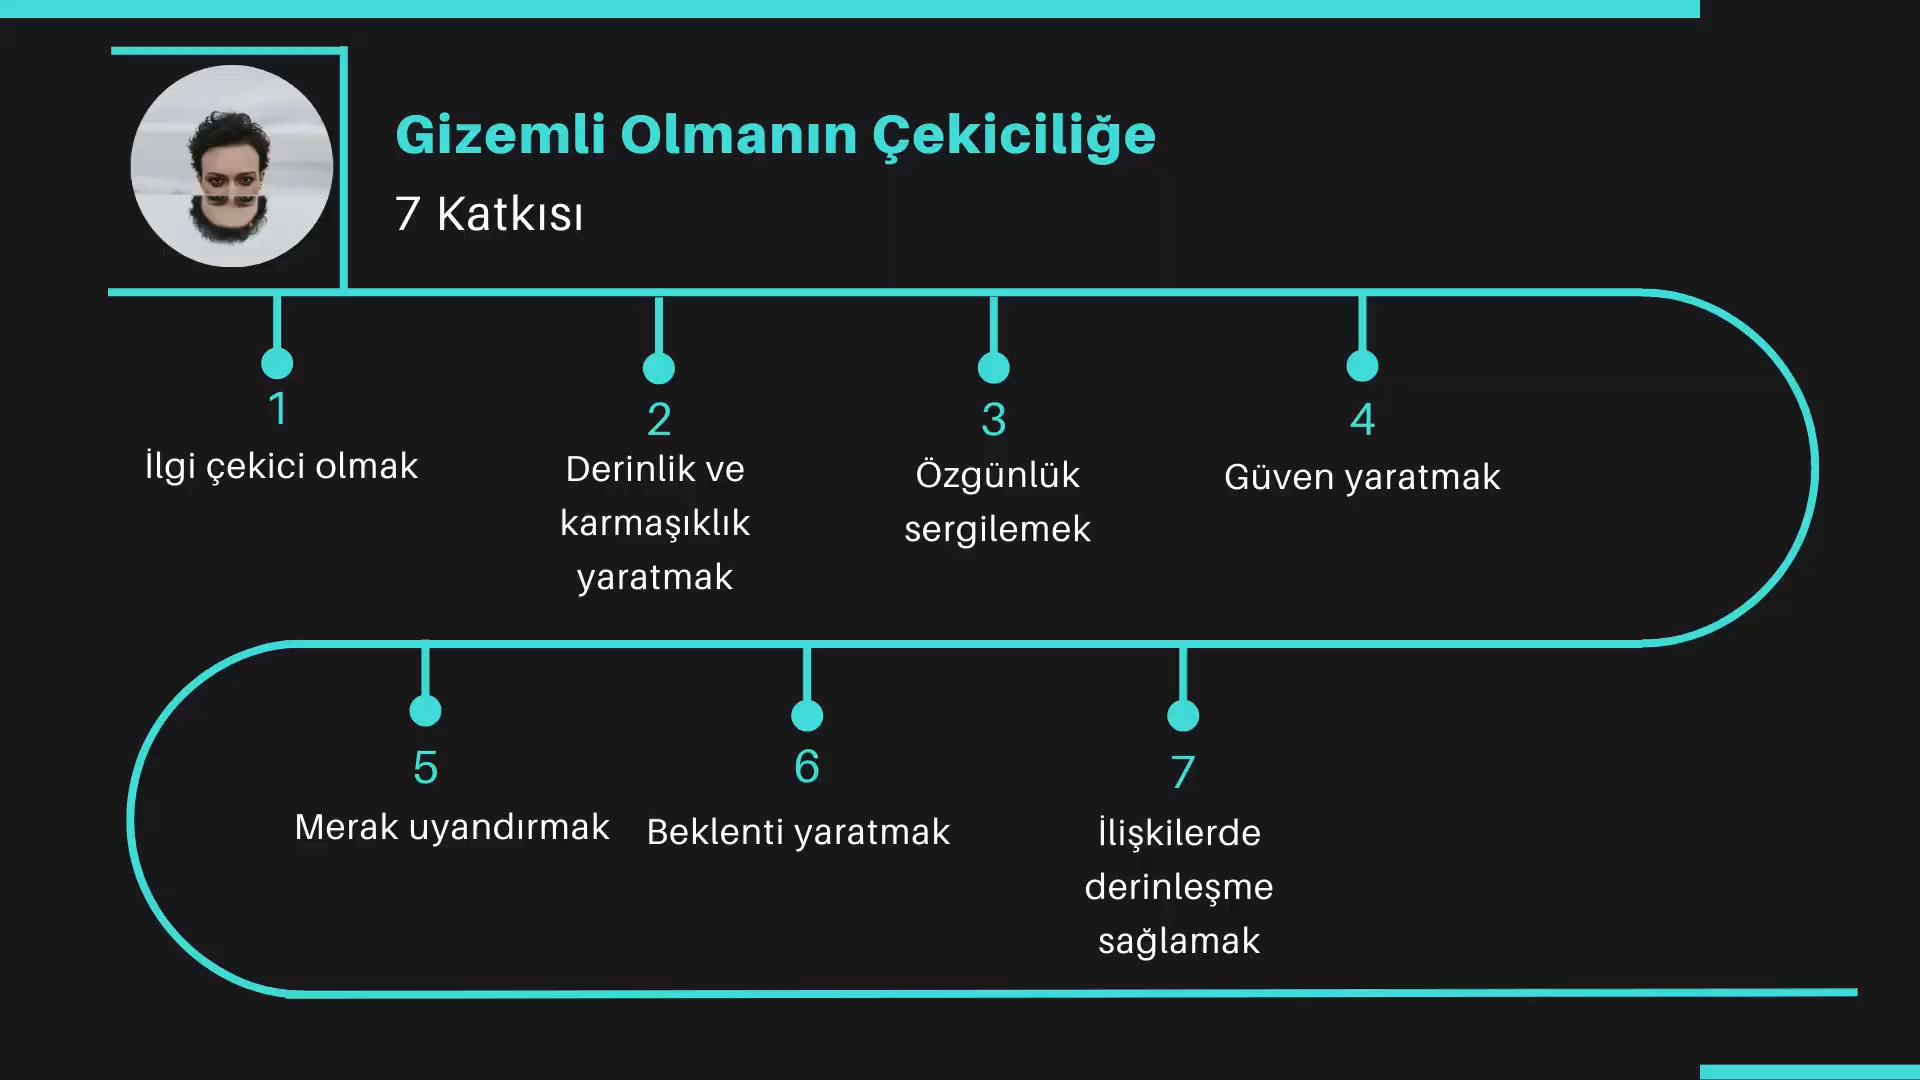 Gizemli Olmanın Çekiciliğe
7 Katkısı
1
İlgi çekici olmak
2
Derinlik ve
karmaşıklık
yaratmak
3
Özgünlük
sergilemek
4
Güven yaratmak
5
Merak uyandırmak
6
Beklenti yaratmak
7
İlişkilerde
derinleşme
sağlamak